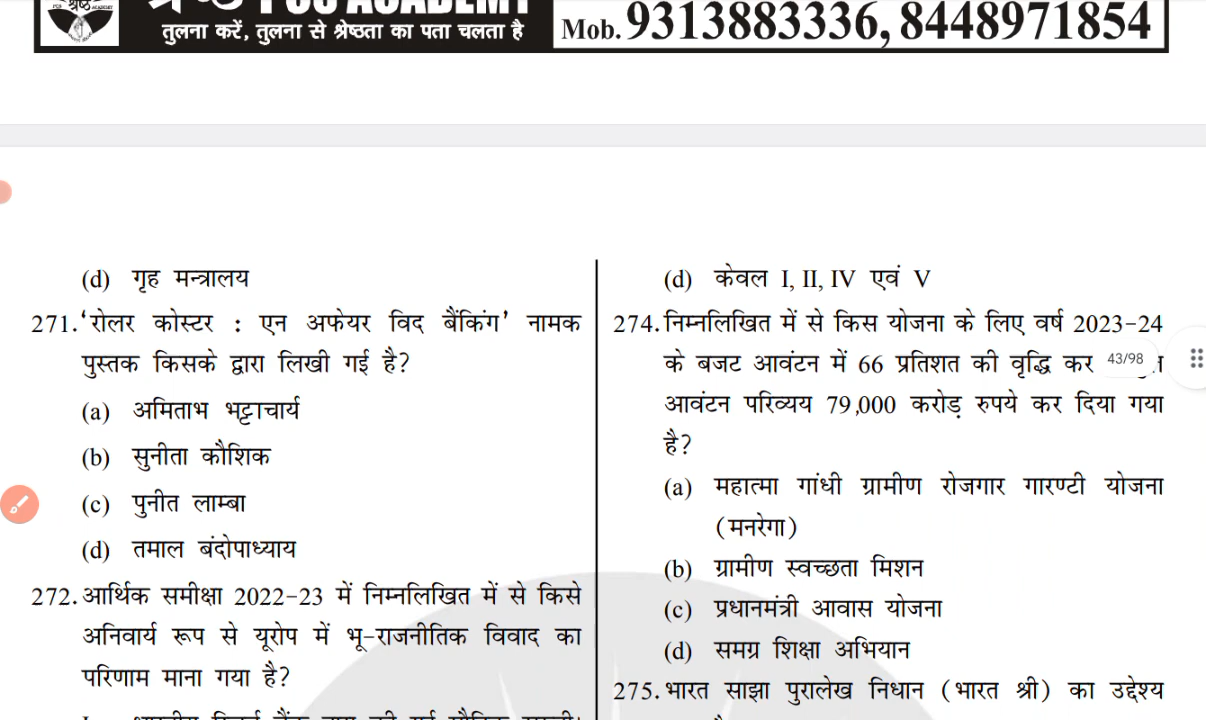 श्रेष्ठ
तुलना करें, तुलना से श्रेष्ठता का पता चलता है
Mob. 9313883336, 8448971854
(d) गृह मन्त्रालय
271. ‘रोलर कोस्टर : एन अफेयर विद बैंकिंग’ नामक
पुस्तक किसके द्वारा लिखी गई है?
(a) अमिताभ भट्टाचार्य
(b) सुनीता कौशिक
(c) पुनीत लाम्बा
(d) तमाल बंदोपाध्याय
272. आर्थिक समीक्षा 2022-23 में निम्नलिखित में से किसे
अनिवार्य रूप से यूरोप में भू-राजनीतिक विवाद का
परिणाम माना गया है?
(d) केवल I, II, IV एवं V
274. निम्नलिखित में से किस योजना के लिए वर्ष 2023-24
के बजट आवंटन में 66 प्रतिशत की वृद्धि कर
43/98
आवंटन परिव्यय 79,000 करोड़ रुपये कर दिया गया
है?
(a) महात्मा गांधी ग्रामीण रोजगार गारण्टी योजना
(मनरेगा)
(b) ग्रामीण स्वच्छता मिशन
(c) प्रधानमंत्री आवास योजना
(d) समग्र शिक्षा अभियान
275. भारत साझा पुरालेख निधान (भारत श्री) का उद्देश्य